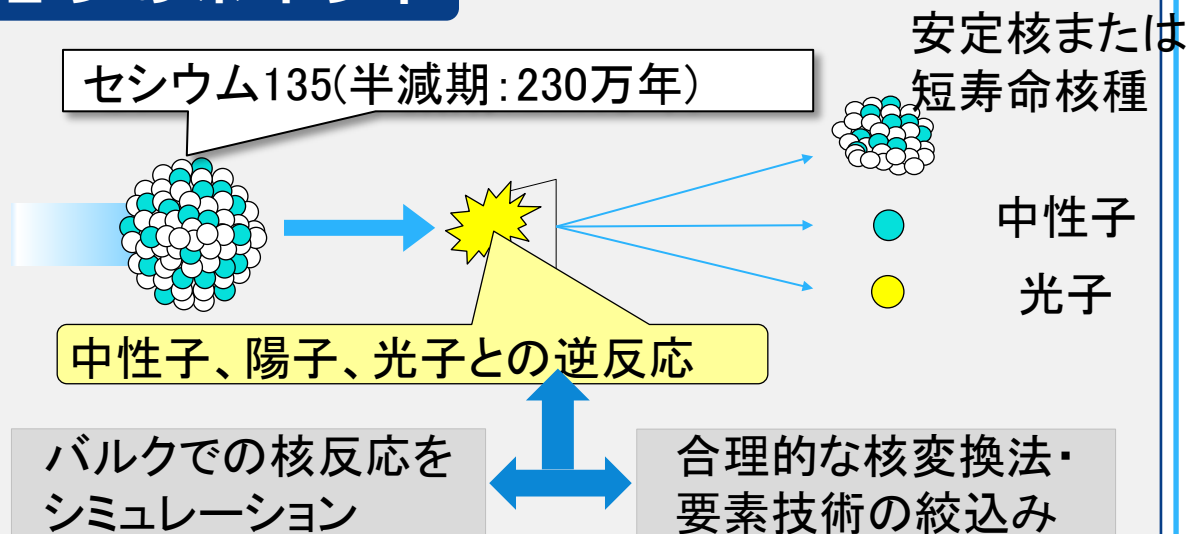 セシウム135(半減期：230万年)
安定核または
短寿命核種
中性子
光子
中性子、陽子、光子との逆反応
バルクでの核反応を
シミュレーション
合理的な核変換法・
要素技術の絞込み